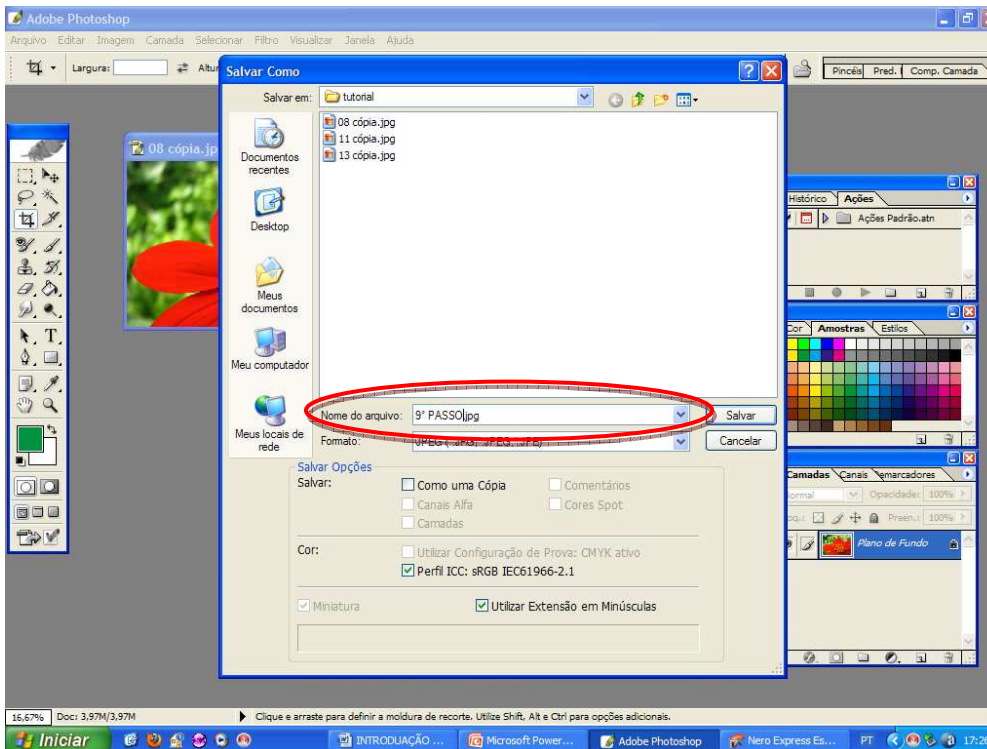 Adobe Photoshop
Arquivo Editar Imagem Camada Selecionar Filtro Visualizar Janela Ajuda
Largura: Altur
Pincéis Pred. Comp. Camada
Salvar Como
Salvar em: tutorial
08 cópia.jpg
11 cópia.jpg
13 cópia.jpg
Documentos recentes
Desktop
Meus documentos
Meu computador
Meus locais de rede
08 cópia.jp
Nome do arquivo: 9° PASSO.jpg
Salvar
Formato: JPEG (*.JPG;*.JPEG;*.JPE)
Cancelar
Salvar Opções
Salvar: Como uma Cópia Comentários
Canais Alfa Cores Spot
Camadas
Cor: Utilizar Configuração de Prova: CMYK ativo
Perfil ICC: sRGB IEC61966-2.1
Miniatura Utilizar Extensão em Minúsculas
Histórico Ações
Ações Padrão.atn
Cor Amostras Estilos
Camadas Canais emarcadores
ormal Opacidade: 100%
oq.: Preen.: 100%
Plano de Fundo
16,67% Doc: 3,97M/3,97M Clique e arraste para definir a moldura de recorte. Utilize Shift, Alt e Ctrl para opções adicionais.
Iniciar INTRODUAÇÃO ... Microsoft Power... Adobe Photoshop Nero Express Es... PT 17:26